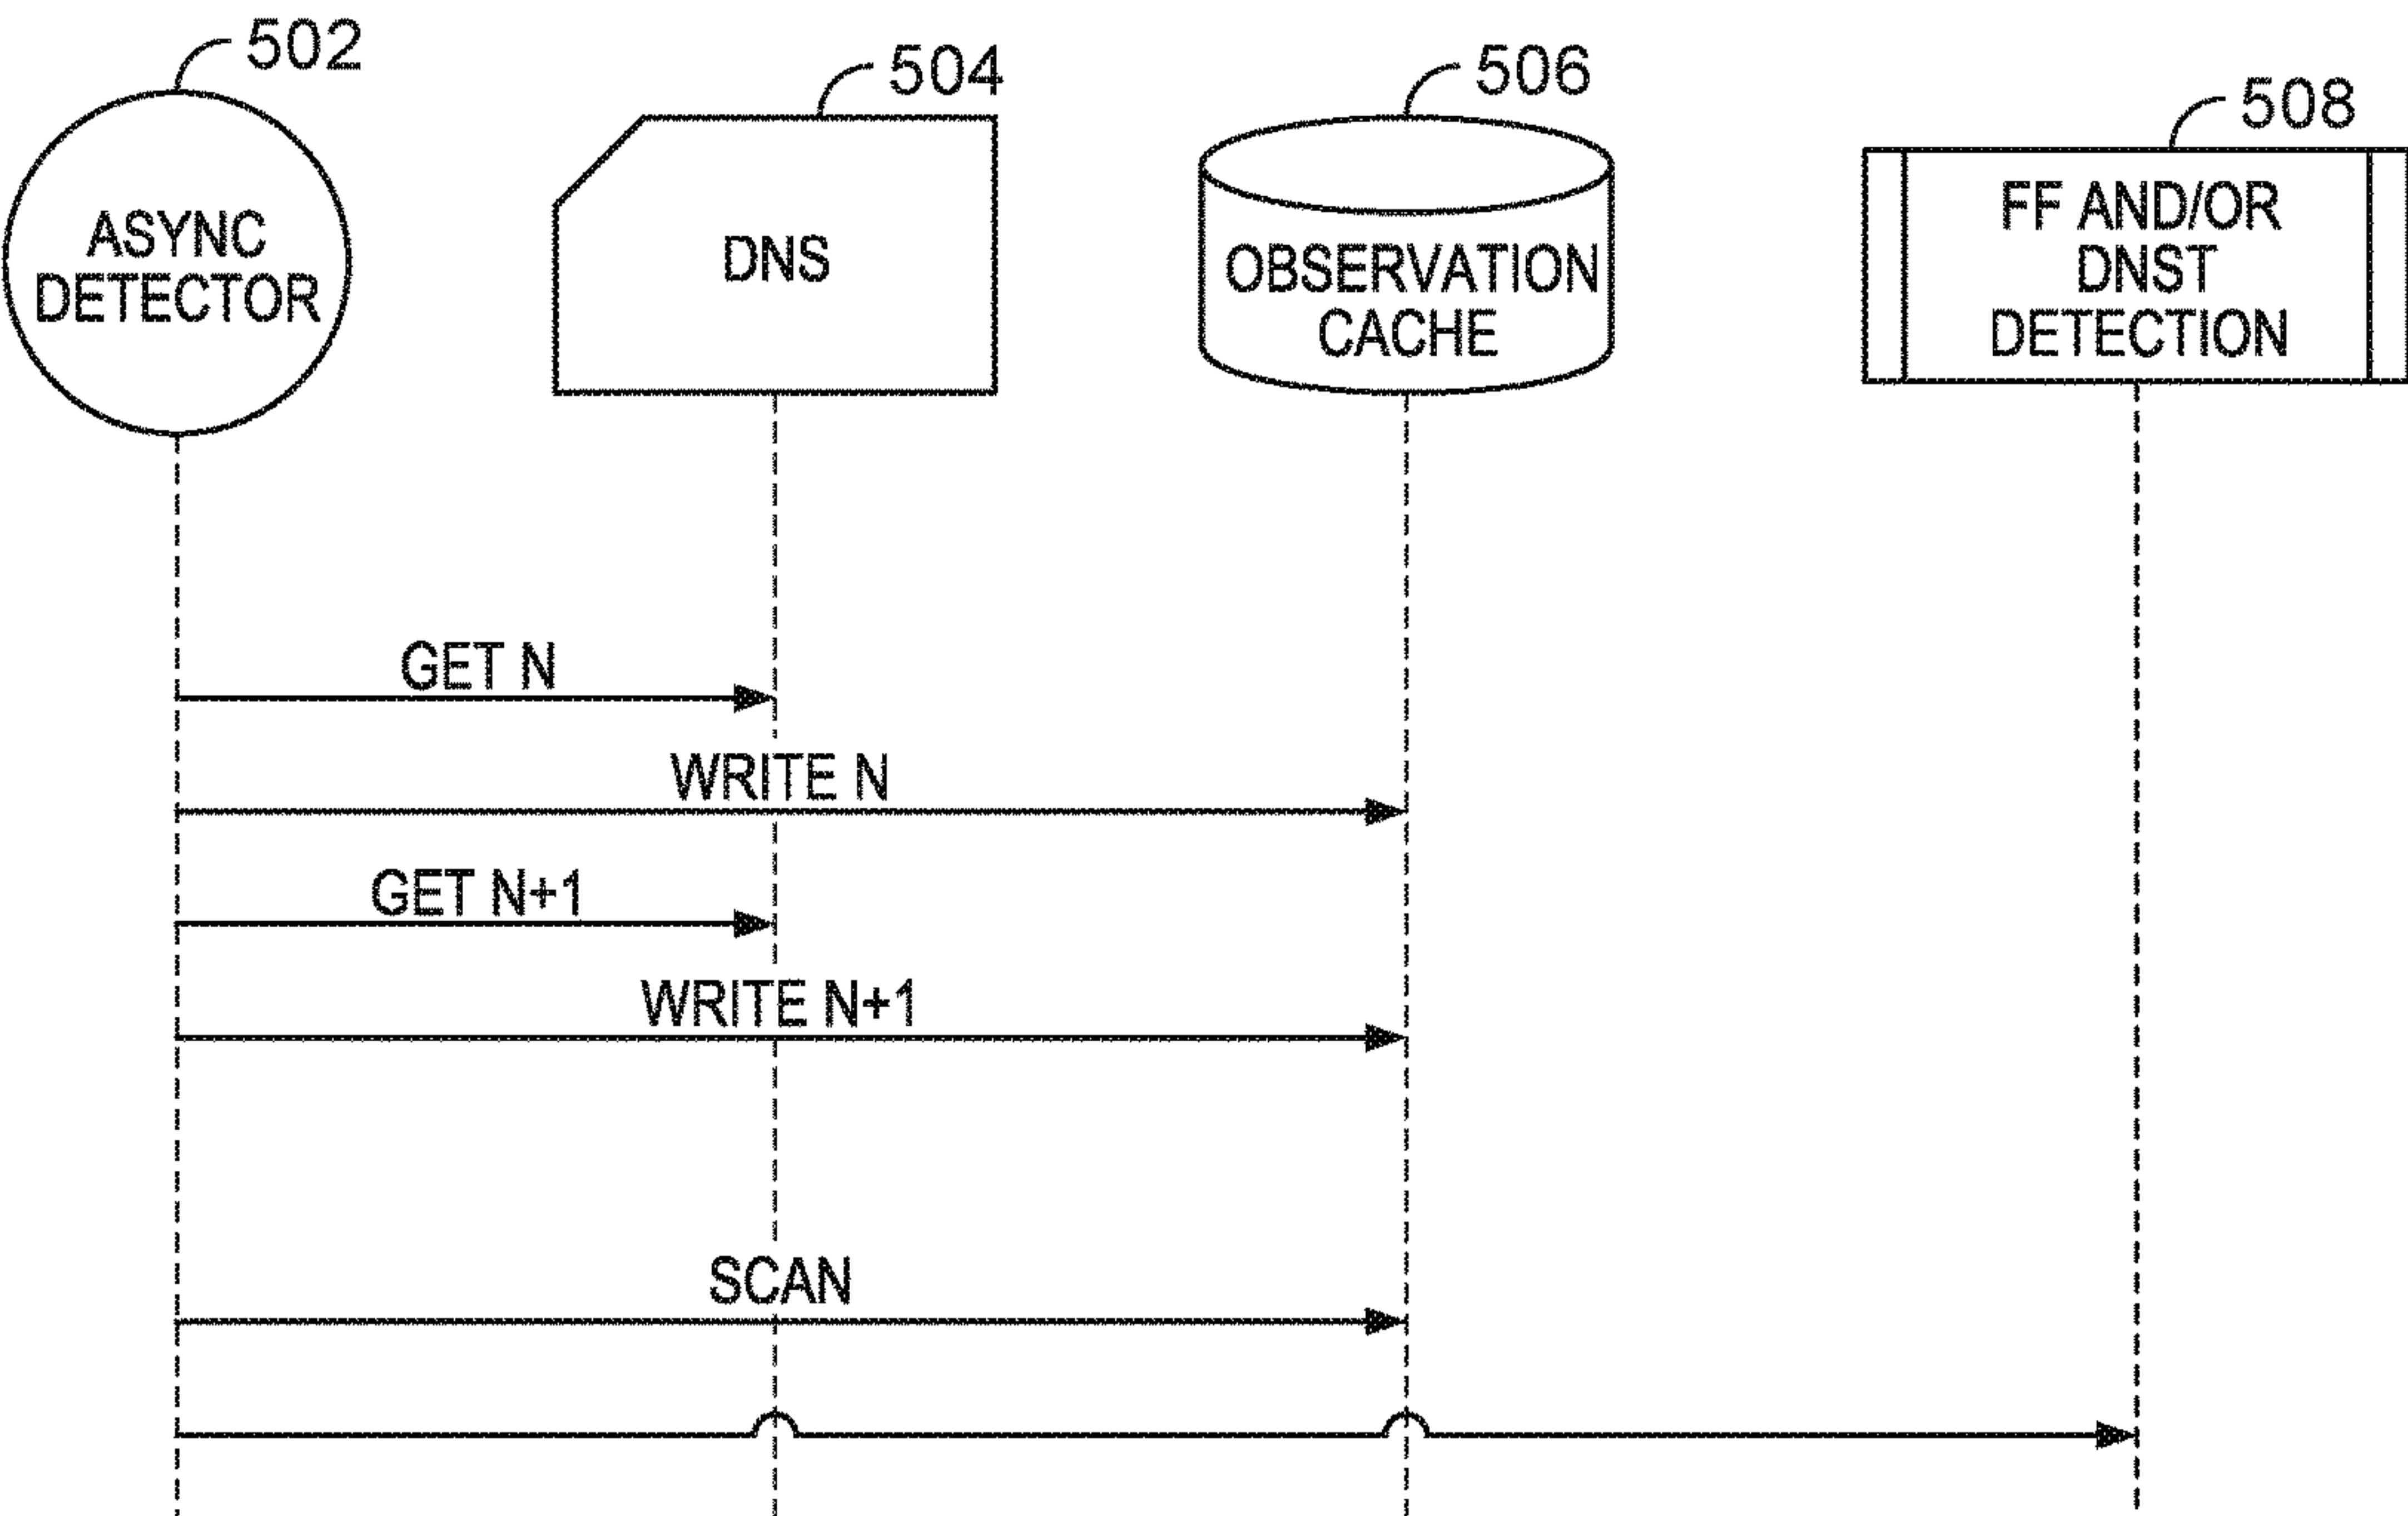 502
504
506
508
ASYNC
DETECTOR
DNS
OBSERVATION
CACHE
FF AND/OR
DNST
DETECTION
GET N
WRITE N
GET N+1
WRITE N+1
SCAN